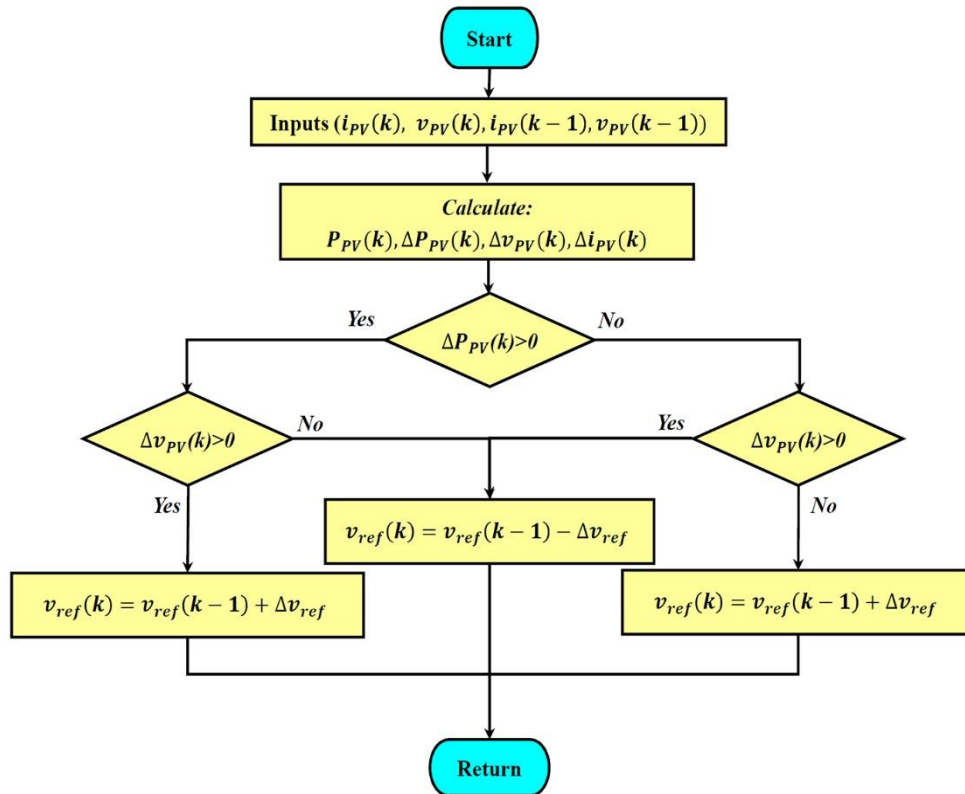 Start
Inputs (i_PV(k), v_PV(k), i_PV(k − 1), v_PV(k − 1))
Calculate:
P_PV(k), ΔP_PV(k), Δv_PV(k), Δi_PV(k)
Yes
No
ΔP_PV(k)>0
Δv_PV(k)>0
No
Yes
Δv_PV(k)>0
Yes
No
v_ref(k) = v_ref(k − 1) − Δv_ref
v_ref(k) = v_ref(k − 1) + Δv_ref
v_ref(k) = v_ref(k − 1) + Δv_ref
Return